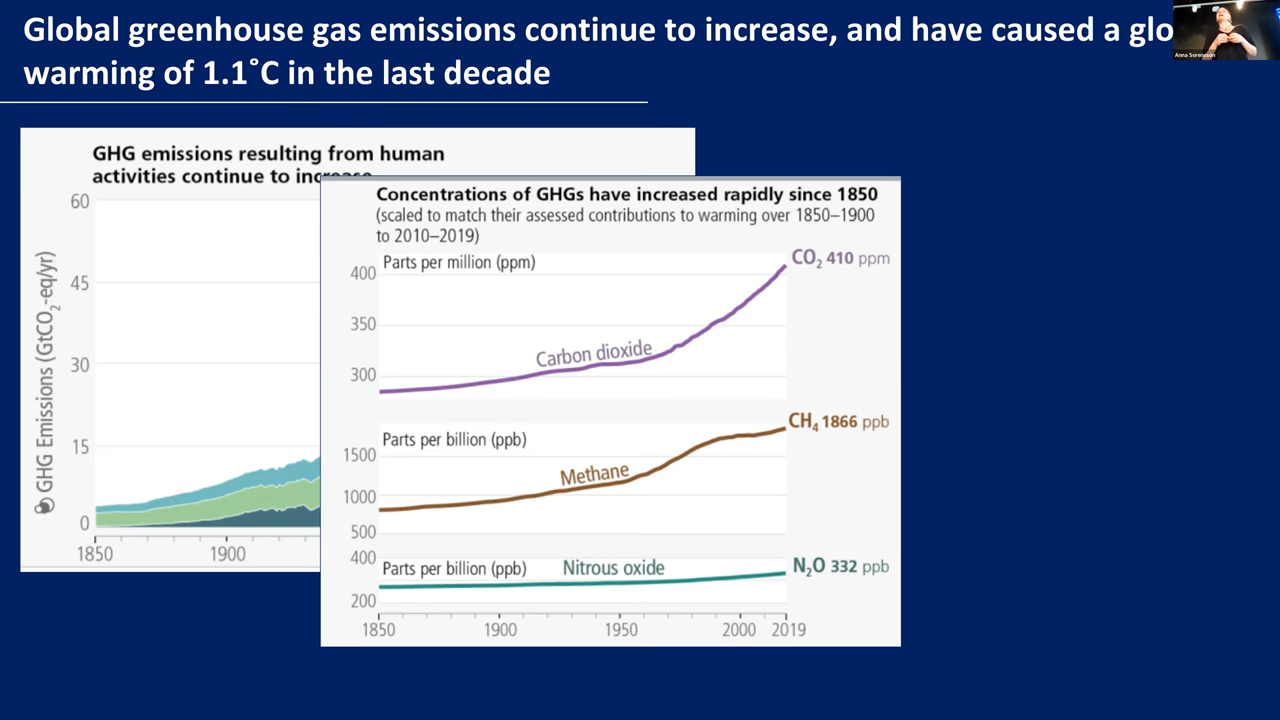 Global greenhouse gas emissions continue to increase, and have caused a glo
warming of 1.1˚C in the last decade
Anna Sörensson
GHG emissions resulting from human
activities continue to increase
GHG Emissions (GtCO₂-eq/yr)
60
45
30
15
0
1850
1900
Concentrations of GHGs have increased rapidly since 1850
(scaled to match their assessed contributions to warming over 1850–1900
to 2010–2019)
Parts per million (ppm)
CO₂ 410 ppm
400
350
300
Carbon dioxide
Parts per billion (ppb)
CH₄ 1866 ppb
1500
1000
500
Methane
400
Parts per billion (ppb)
Nitrous oxide
N₂O 332 ppb
200
1850
1900
1950
2000
2019